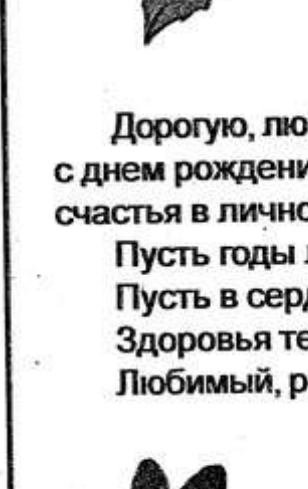 Дорогую, лю
с днем рождени
счастья в лично
Пусть годы
Пусть в серд
Здоровья те
Любимый, р